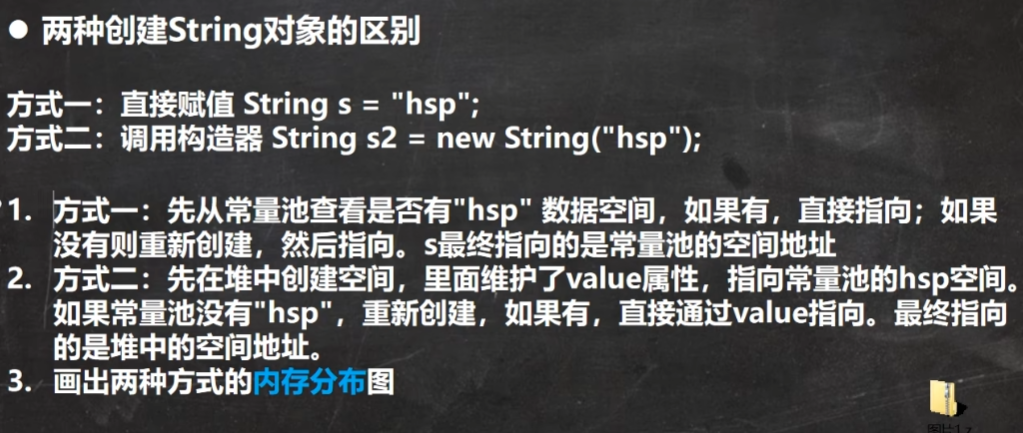 ● 两种创建String对象的区别
方式一：直接赋值 String s = "hsp";
方式二：调用构造器 String s2 = new String("hsp");
1. 方式一：先从常量池查看是否有"hsp" 数据空间，如果有，直接指向；如果
没有则重新创建，然后指向。s最终指向的是常量池的空间地址
2. 方式二：先在堆中创建空间，里面维护了value属性，指向常量池的hsp空间。
如果常量池没有"hsp"，重新创建，如果有，直接通过value指向。最终指向
的是堆中的空间地址。
3. 画出两种方式的内存分布图